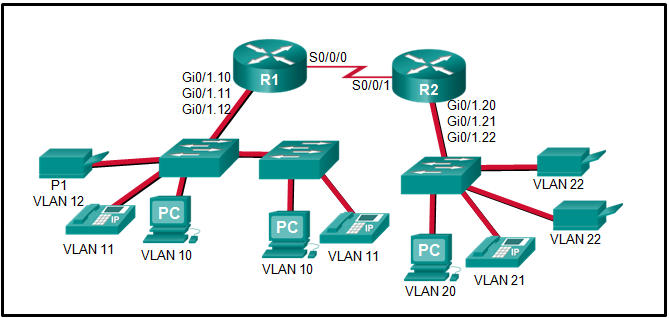 S0/0/0
R1
Gi0/1.10
Gi0/1.11
Gi0/1.12
S0/0/1
R2
Gi0/1.20
Gi0/1.21
Gi0/1.22
P1
VLAN 12
IP
VLAN 11
PC
VLAN 10
PC
VLAN 10
IP
VLAN 11
PC
VLAN 20
IP
VLAN 21
VLAN 22
VLAN 22